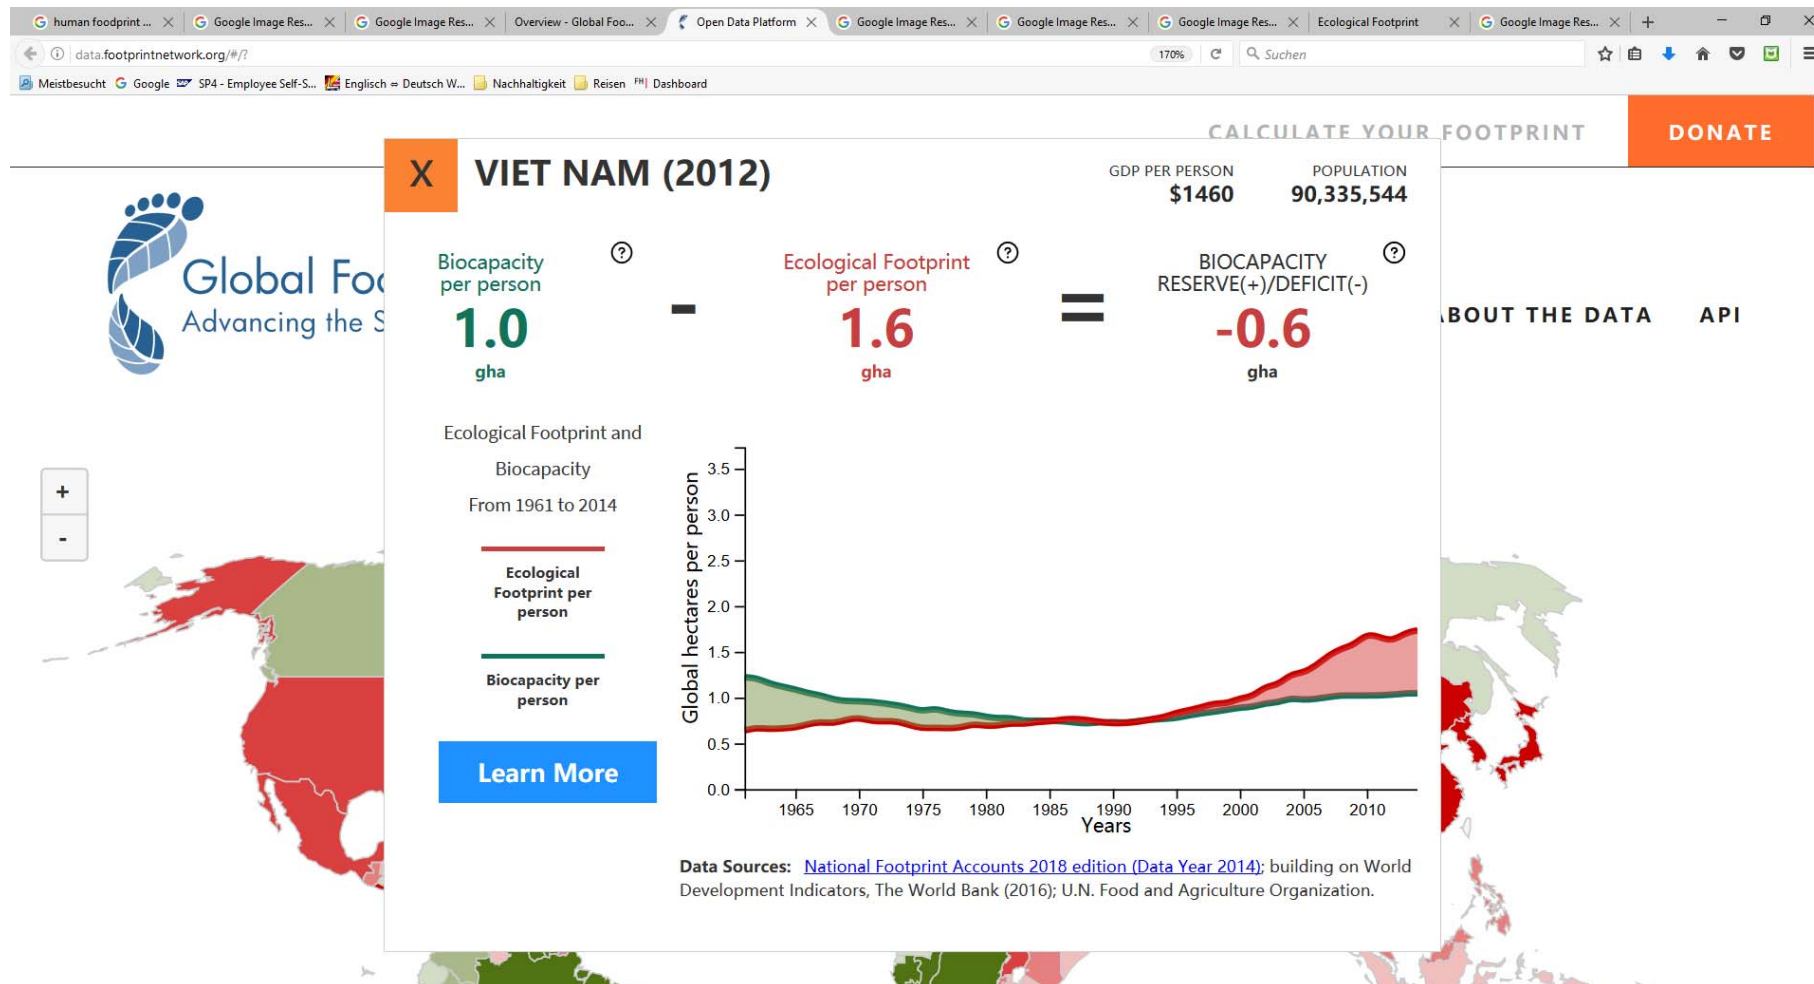 human foodprint ...
Google Image Res...
Google Image Res...
Overview - Global Foo...
Open Data Platform
Google Image Res...
Google Image Res...
Google Image Res...
Ecological Footprint
Google Image Res...
data.footprintnetwork.org/#/?
170%
Suchen
Meistbesucht
Google
SP4 - Employee Self-S...
Englisch ⇔ Deutsch W...
Nachhaltigkeit
Reisen
FH
Dashboard
CALCULATE YOUR FOOTPRINT
DONATE
X
VIET NAM (2012)
GDP PER PERSON
$1460
POPULATION
90,335,544
Global Foo
Advancing the S
ABOUT THE DATA
API
Biocapacity
per person
1.0
gha
?
-
Ecological Footprint
per person
1.6
gha
?
=
BIOCAPACITY
RESERVE(+)/DEFICIT(-)
-0.6
gha
?
+
-
Ecological Footprint and
Biocapacity
From 1961 to 2014
Ecological
Footprint per
person
Biocapacity per
person
Learn More
Global hectares per person
3.5
3.0
2.5
2.0
1.5
1.0
0.5
0.0
1965 1970 1975 1980 1985 1990 1995 2000 2005 2010
Years
Data Sources: National Footprint Accounts 2018 edition (Data Year 2014); building on World
Development Indicators, The World Bank (2016); U.N. Food and Agriculture Organization.